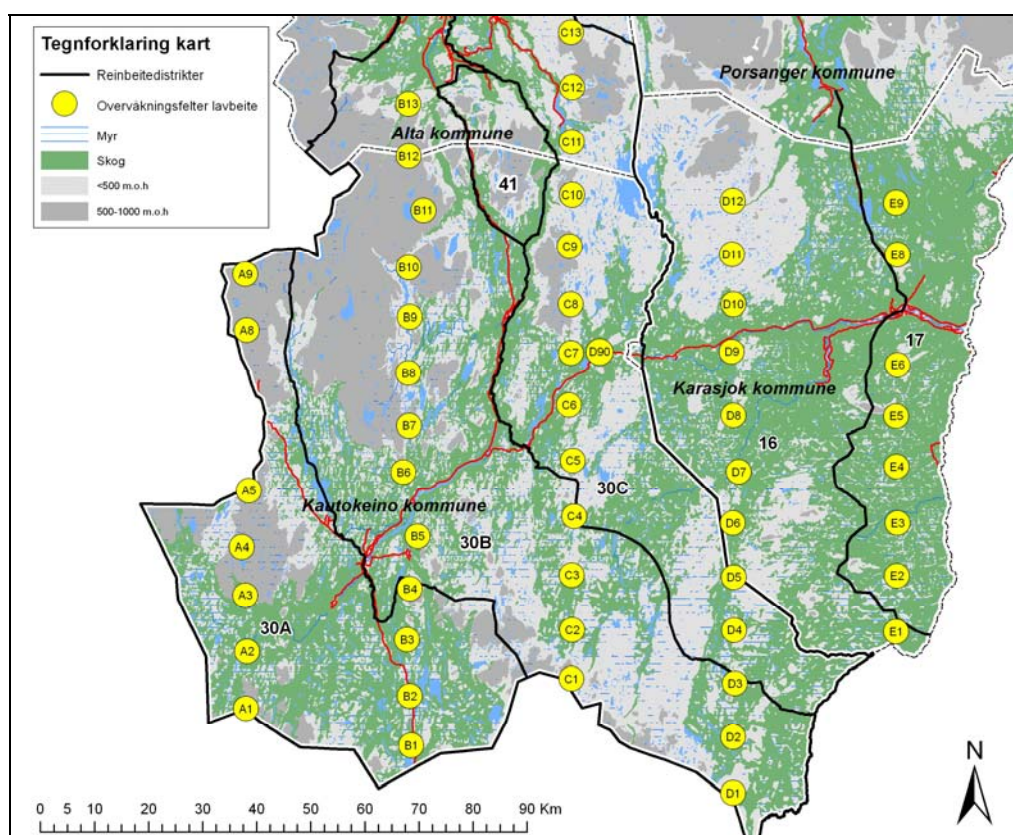 Tegnforklaring kart
Reinbeitedistrikter
Overvåkningsfelter lavbeite
Myr
Skog
<500 m.o.h
500-1000 m.o.h
C13
Porsanger kommune
C12
B13
Alta kommune
C11
B12
41
C10
D12
E9
B11
C9
D11
E8
B10
A9
C8
D10
B9
A8
17
C7
D90
D9
E6
B8
Karasjok kommune
C6
D8
E5
B7
16
C5
D7
E4
B6
A5
30C
Kautokeino kommune
C4
D6
E3
B5
30B
A4
C3
D5
E2
B4
A3
30A
C2
D4
E1
B3
A2
C1
D3
B2
A1
D2
B1
N
D1
0 5 10 20 30 40 50 60 70 80 90 Km